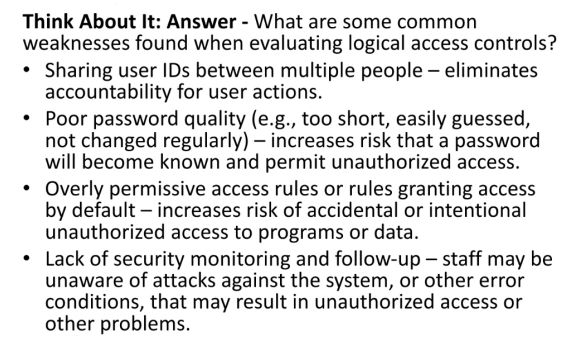 Think About It: Answer - What are some common
weaknesses found when evaluating logical access controls?
• Sharing user IDs between multiple people – eliminates
accountability for user actions.
• Poor password quality (e.g., too short, easily guessed,
not changed regularly) – increases risk that a password
will become known and permit unauthorized access.
• Overly permissive access rules or rules granting access
by default – increases risk of accidental or intentional
unauthorized access to programs or data.
• Lack of security monitoring and follow-up – staff may be
unaware of attacks against the system, or other error
conditions, that may result in unauthorized access or
other problems.